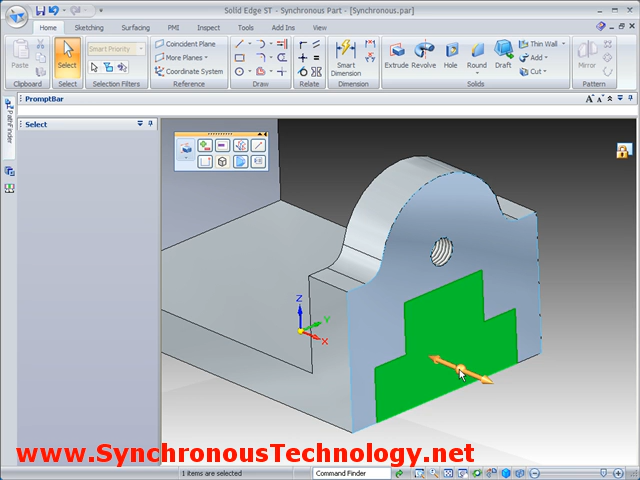 Solid Edge ST - Synchronous Part - [Synchronous.par]
Home Sketching Surfacing PMI Inspect Tools Add Ins View
Paste
Clipboard
Select
Select
Smart Priority
Selection Filters
Coincident Plane
More Planes
Coordinate System
Reference
Draw
Relate
Smart Dimension
Dimension
Extrude Revolve Hole Round Draft
Thin Wall
Add
Cut
Solids
Mirror
Pattern
PromptBar
PathFinder
Select
Z
Y
X
www.SynchronousTechnology.net
1 items are selected
Command Finder